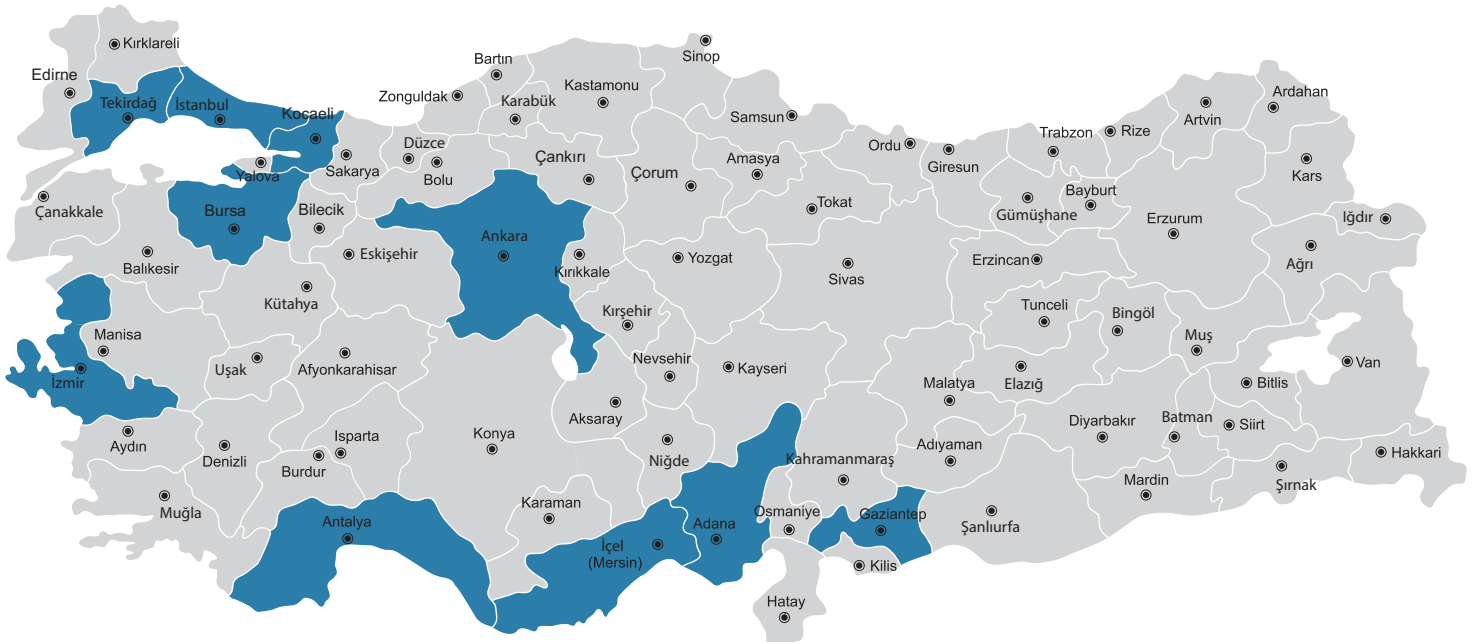 Kırklareli
Edirne
Tekirdağ
İstanbul
Kocaeli
Yalova
Sakarya
Düzce
Bolu
Zonguldak
Bartın
Karabük
Kastamonu
Sinop
Çankırı
Çorum
Samsun
Amasya
Tokat
Ordu
Giresun
Trabzon
Rize
Artvin
Ardahan
Kars
Iğdır
Ağrı
Gümüşhane
Bayburt
Erzurum
Erzincan
Çanakkale
Bursa
Bilecik
Balıkesir
Eskişehir
Kütahya
Ankara
Kırıkkale
Yozgat
Sivas
Kırşehir
Nevsehir
Kayseri
Tunceli
Bingöl
Muş
Elazığ
Malatya
Bitlis
Van
Manisa
İzmir
Uşak
Afyonkarahisar
Aksaray
Konya
Niğde
Aydın
Denizli
Isparta
Burdur
Muğla
Antalya
Karaman
İçel
(Mersin)
Adana
Kahramanmaraş
Osmaniye
Gaziantep
Kilis
Hatay
Adıyaman
Şanlıurfa
Diyarbakır
Batman
Siirt
Mardin
Şırnak
Hakkari